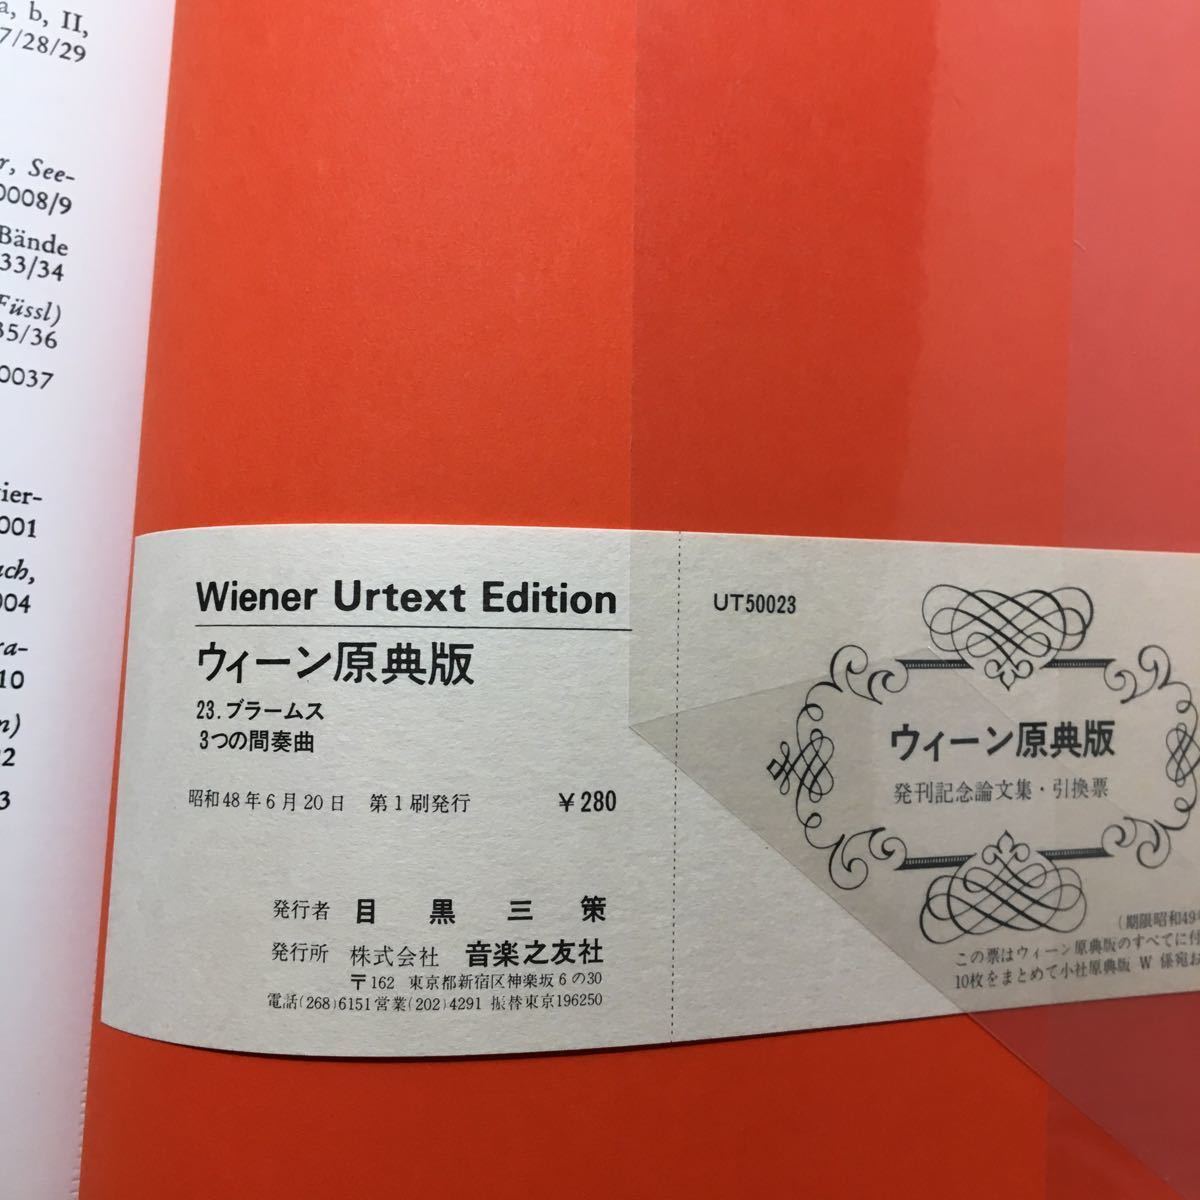 a, b, II,
7/28/29
r, See-
0008/9
Bände
33/34
Füssl)
35/36
0037
ier-
001
ach,
004
ra-
10
n)
22
3
Wiener Urtext Edition
ウィーン原典版
23.ブラームス
3つの間奏曲
昭和48年6月20日 第1刷発行 ¥280
発行者 目黒三策
発行所 株式会社 音楽之友社
〒162 東京都新宿区神楽坂6の30
電話(268)6151営業(202)4291 振替東京196250
UT50023
ウィーン原典版
発刊記念論文集・引換票
(期限昭和49年
この票はウィーン原典版のすべてに付
10枚をまとめて小社原典版 W 係宛お